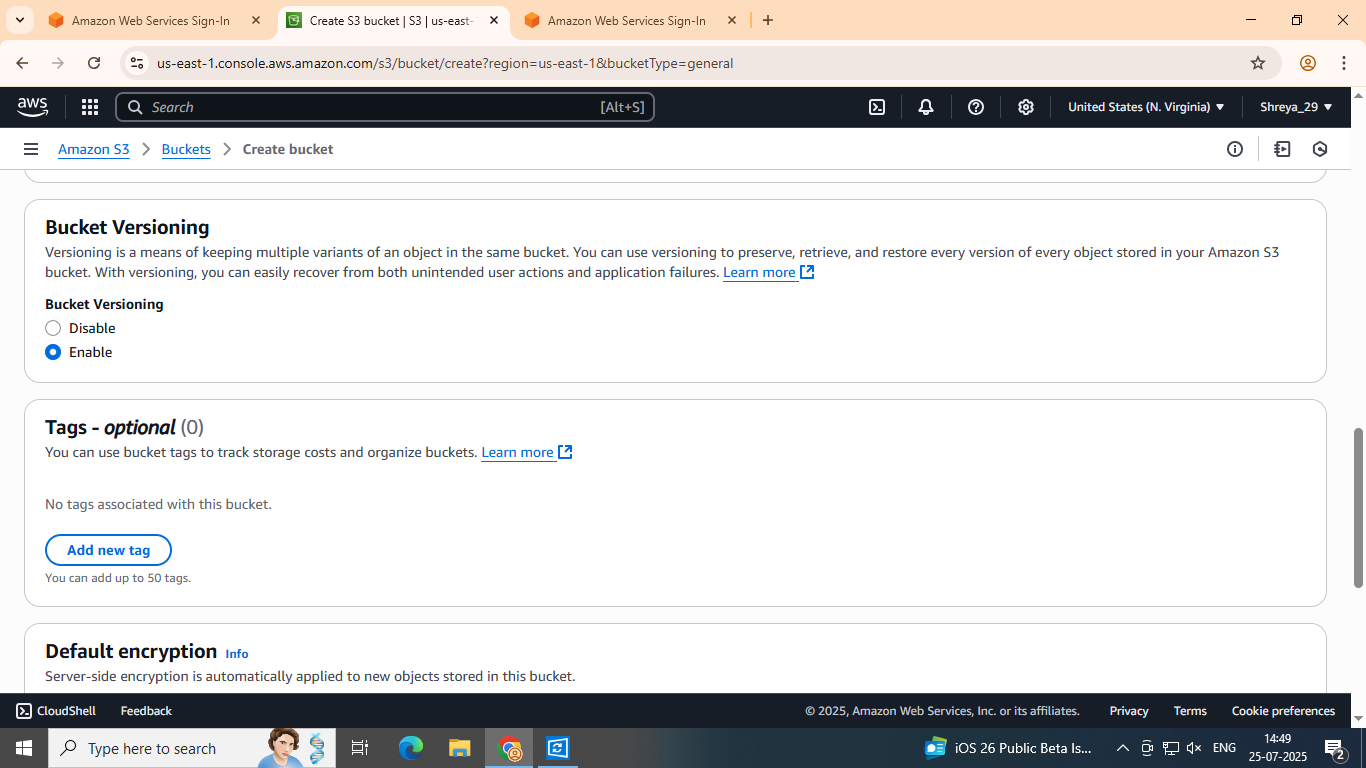 Amazon Web Services Sign-In
Create S3 bucket | S3 | us-east-
Amazon Web Services Sign-In
us-east-1.console.aws.amazon.com/s3/bucket/create?region=us-east-1&bucketType=general
aws
Search
[Alt+S]
United States (N. Virginia)
Shreya_29
Amazon S3
Buckets
Create bucket
Bucket Versioning
Versioning is a means of keeping multiple variants of an object in the same bucket. You can use versioning to preserve, retrieve, and restore every version of every object stored in your Amazon S3
bucket. With versioning, you can easily recover from both unintended user actions and application failures. Learn more
Bucket Versioning
Disable
Enable
Tags - optional (0)
You can use bucket tags to track storage costs and organize buckets. Learn more
No tags associated with this bucket.
Add new tag
You can add up to 50 tags.
Default encryption Info
Server-side encryption is automatically applied to new objects stored in this bucket.
CloudShell
Feedback
© 2025, Amazon Web Services, Inc. or its affiliates.
Privacy
Terms
Cookie preferences
Type here to search
iOS 26 Public Beta Is...
ENG
14:49
25-07-2025
2